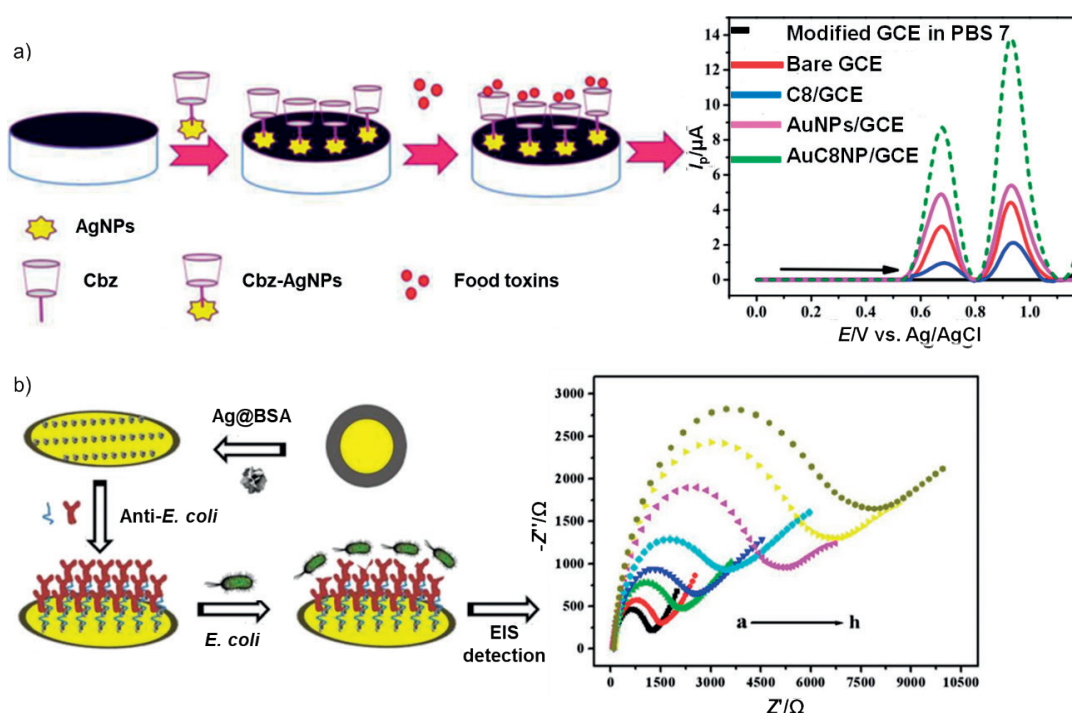 a)
AgNPs
Cbz
Cbz-AgNPs
Food toxins
Modified GCE in PBS 7
Bare GCE
C8/GCE
AuNPs/GCE
AuC8NP/GCE
Ip/μA
14
12
10
8
6
4
2
0
0.0 0.2 0.4 0.6 0.8 1.0
E/V vs. Ag/AgCl
b)
Ag@BSA
Anti-E. coli
E. coli
EIS
detection
-Z''/Ω
3000
2500
2000
1500
1000
500
0
a h
0 1500 3000 4500 6000 7500 9000 10500
Z'/Ω